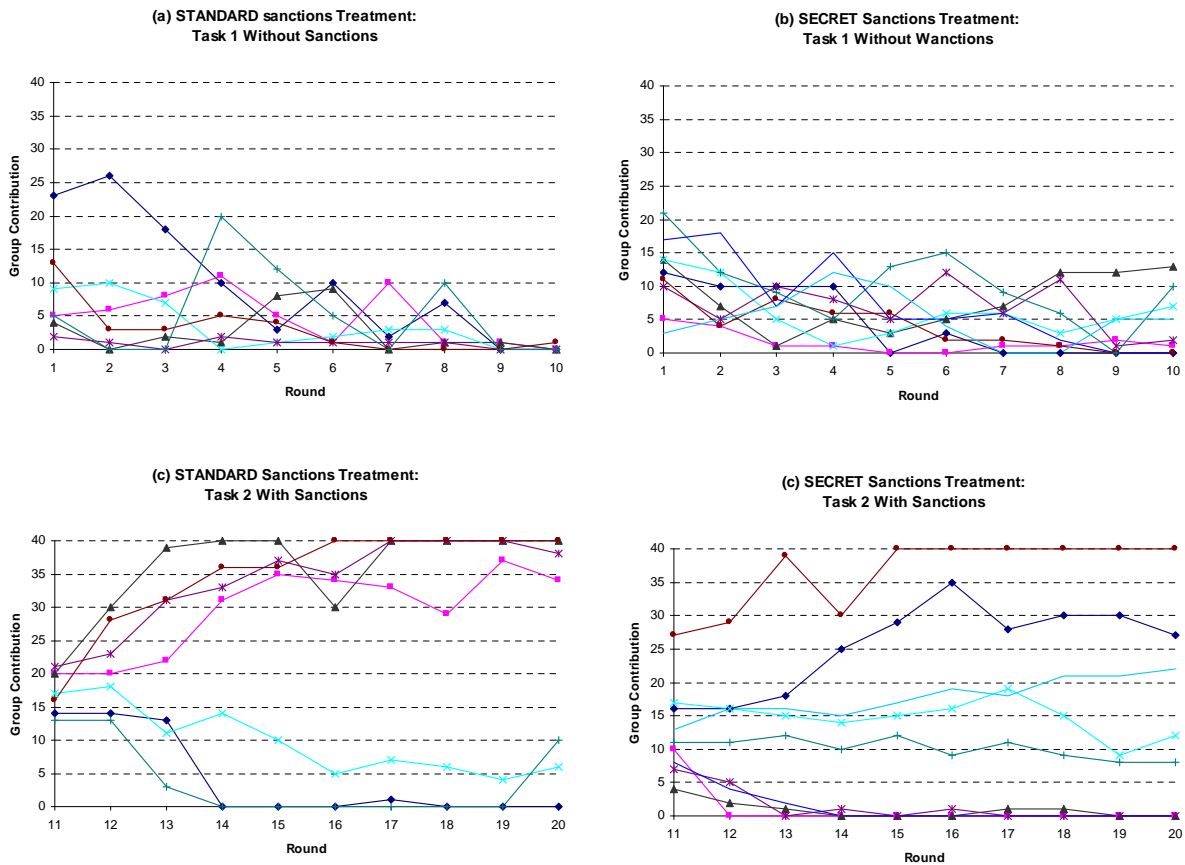 (a) STANDARD sanctions Treatment:
Task 1 Without Sanctions
40
35
30
25
20
15
10
5
0
Group Contribution
1 2 3 4 5 6 7 8 9 10
Round
(b) SECRET Sanctions Treatment:
Task 1 Without Wanctions
40
35
30
25
20
15
10
5
0
Group Contribution
1 2 3 4 5 6 7 8 9 10
Round
(c) STANDARD Sanctions Treatment:
Task 2 With Sanctions
40
35
30
25
20
15
10
5
0
Group Contribution
11 12 13 14 15 16 17 18 19 20
Round
(c) SECRET Sanctions Treatment:
Task 2 With Sanctions
40
35
30
25
20
15
10
5
0
Group Contribution
11 12 13 14 15 16 17 18 19 20
Round